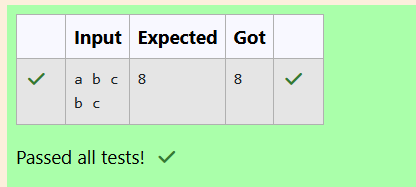 Input Expected Got
a b c 8 8
b c
Passed all tests!